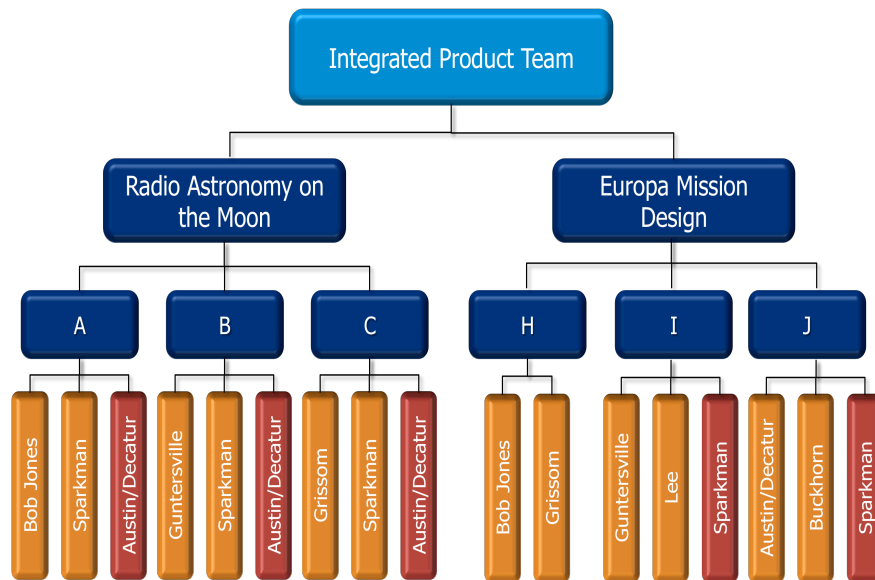 Integrated Product Team
Radio Astronomy on
the Moon
Europa Mission
Design
A
B
C
H
I
J
Bob Jones
Sparkman
Austin/Decatur
Guntersville
Sparkman
Austin/Decatur
Grissom
Sparkman
Austin/Decatur
Bob Jones
Grissom
Guntersville
Lee
Sparkman
Austin/Decatur
Buckhorn
Sparkman